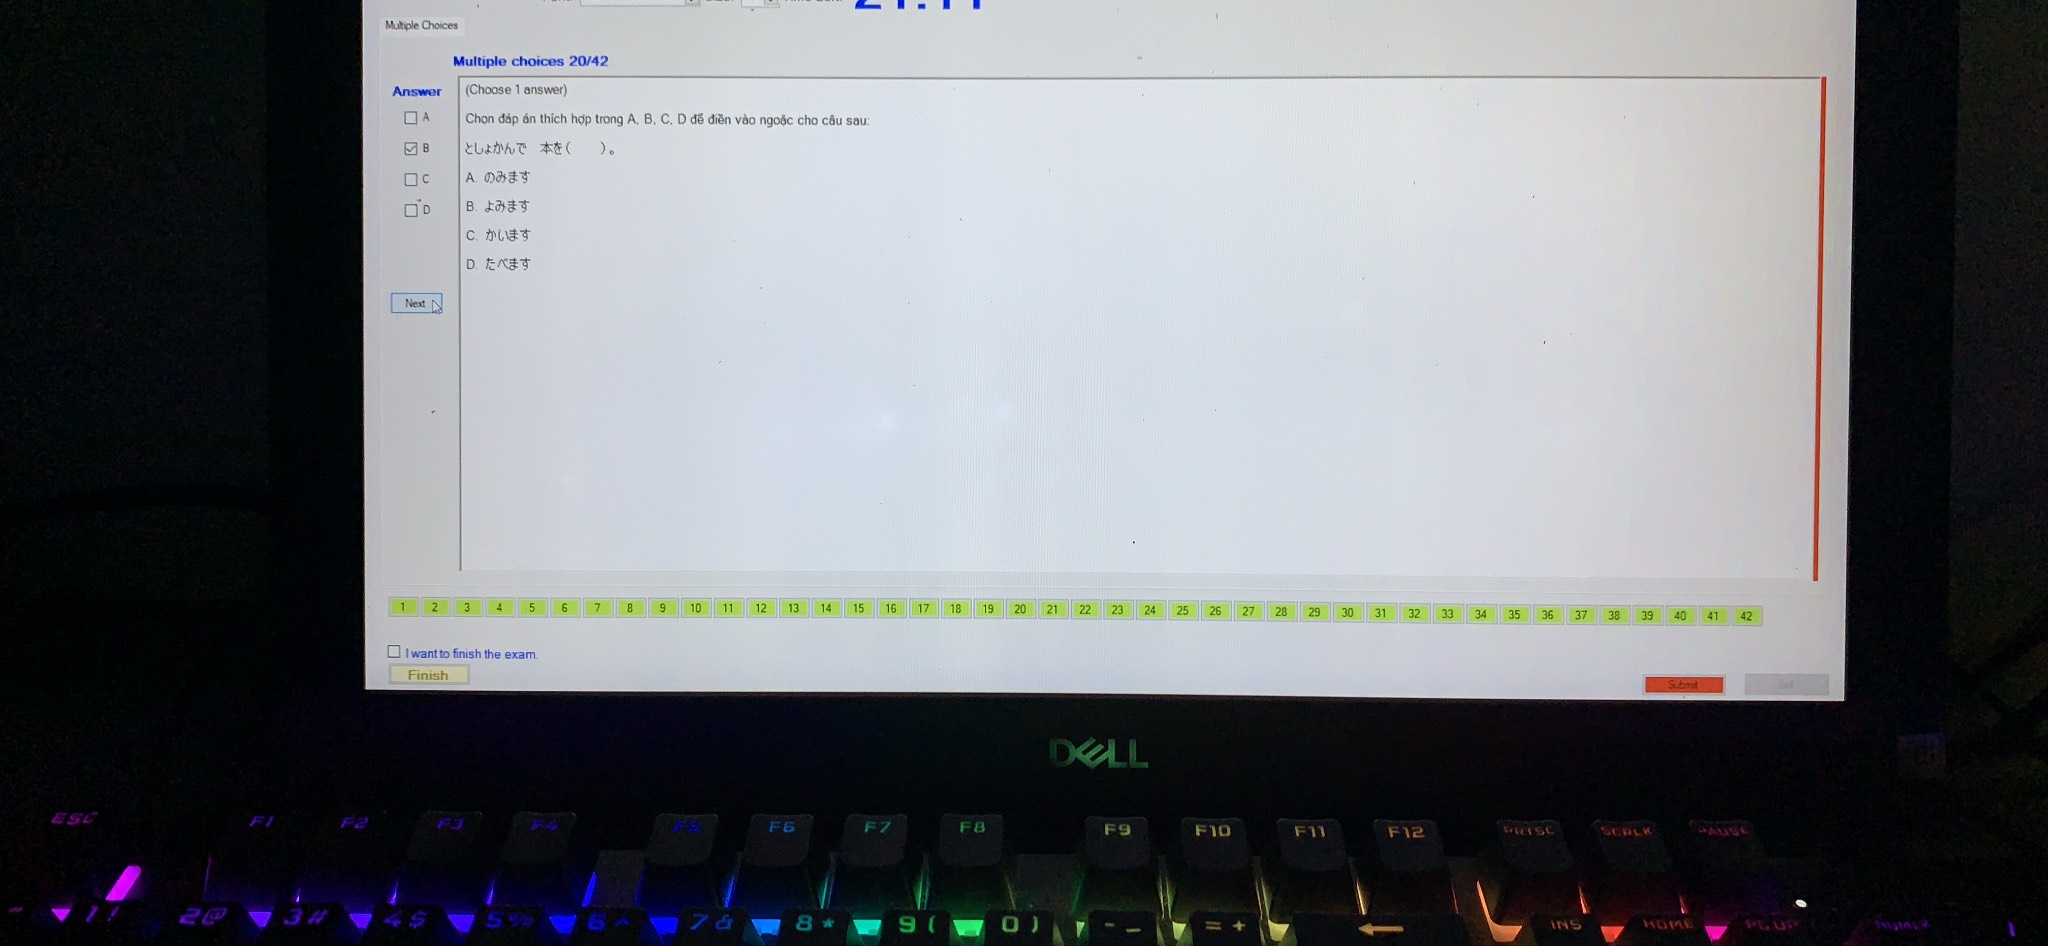 Multiple Choices
Multiple choices 20/42
Answer
(Choose 1 answer)
A
Chọn đáp án thích hợp trong A, B, C, D để điền vào ngoặc cho câu sau:
B
としょかんで 本を( )。
C
A. のみます
D
B. よみます
C. かいます
D. たべます
Next
1 2 3 4 5 6 7 8 9 10 11 12 13 14 15 16 17 18 19 20 21 22 23 24 25 26 27 28 29 30 31 32 33 34 35 36 37 38 39 40 41 42
I want to finish the exam.
Finish
Submit
DELL
ESC F1 F2 F3 F4 F5 F6 F7 F8 F9 F10 F11 F12 PRTSC SCRLK PAUSE
~ 1! 2@ 3# 4$ 5% 6^ 7& 8* 9( 0) - _ = + INS HOME PGUP NUMLK